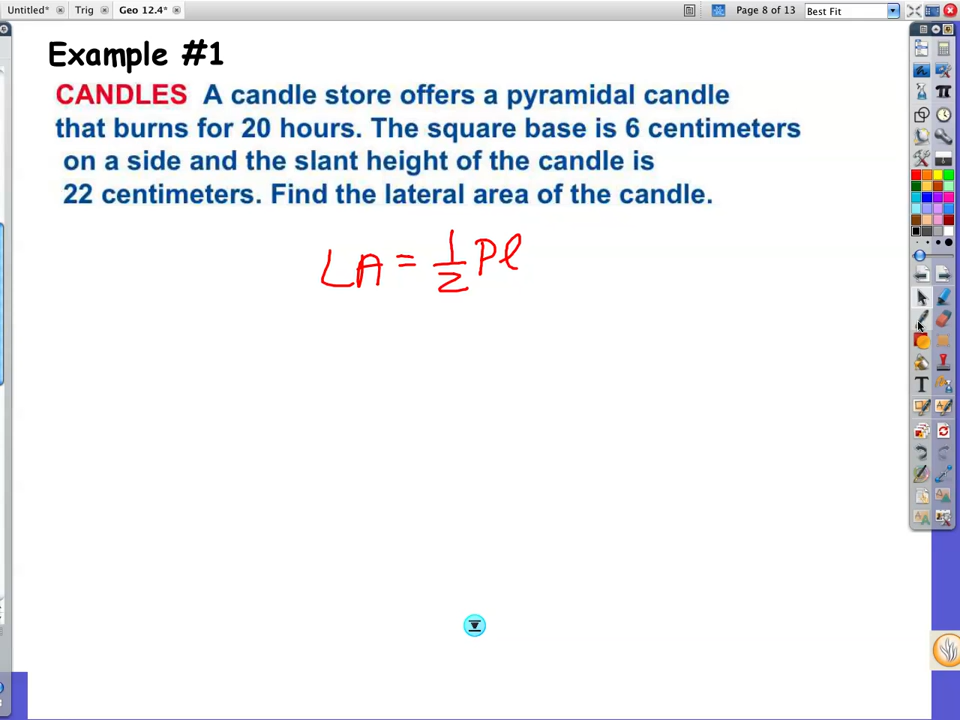 Untitled* Trig Geo 12.4* Page 8 of 13 Best Fit
Example #1
CANDLES A candle store offers a pyramidal candle
that burns for 20 hours. The square base is 6 centimeters
on a side and the slant height of the candle is
22 centimeters. Find the lateral area of the candle.
LA = 1/2 Pl